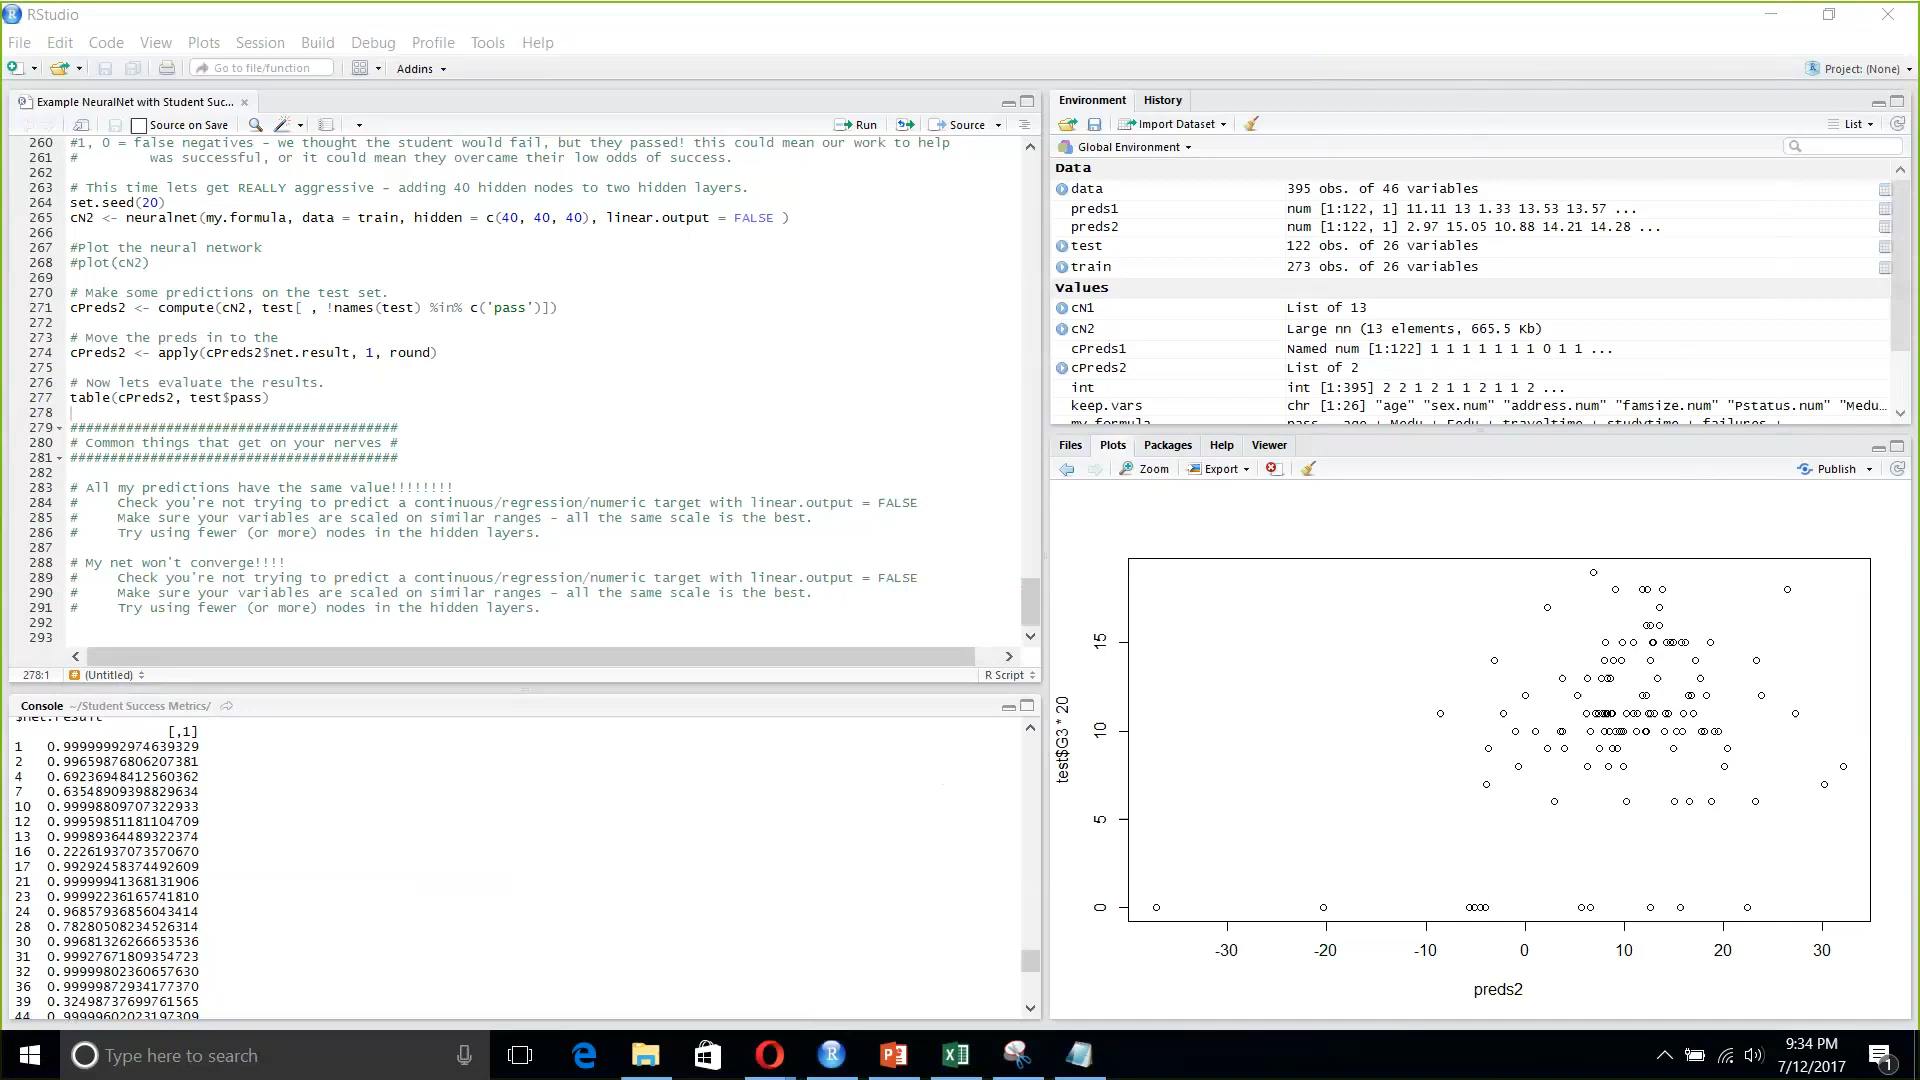 RStudio
File Edit Code View Plots Session Build Debug Profile Tools Help
Go to file/function Addins Project: (None)
Example NeuralNet with Student Suc...
Source on Save Run Source
260 #1, 0 = false negatives - we thought the student would fail, but they passed! this could mean our work to help
261 # was successful, or it could mean they overcame their low odds of success.
262
263 # This time lets get REALLY aggressive - adding 40 hidden nodes to two hidden layers.
264 set.seed(20)
265 cN2 <- neuralnet(my.formula, data = train, hidden = c(40, 40, 40), linear.output = FALSE )
266
267 #Plot the neural network
268 #plot(cN2)
269
270 # Make some predictions on the test set.
271 cPreds2 <- compute(cN2, test[ , !names(test) %in% c('pass')])
272
273 # Move the preds in to the
274 cPreds2 <- apply(cPreds2$net.result, 1, round)
275
276 # Now lets evaluate the results.
277 table(cPreds2, test$pass)
278
279 #########################################
280 # Common things that get on your nerves #
281 #########################################
282
283 # All my predictions have the same value!!!!!!!!
284 # Check you're not trying to predict a continuous/regression/numeric target with linear.output = FALSE
285 # Make sure your variables are scaled on similar ranges - all the same scale is the best.
286 # Try using fewer (or more) nodes in the hidden layers.
287
288 # My net won't converge!!!!
289 # Check you're not trying to predict a continuous/regression/numeric target with linear.output = FALSE
290 # Make sure your variables are scaled on similar ranges - all the same scale is the best.
291 # Try using fewer (or more) nodes in the hidden layers.
292
293
278:1 (Untitled) R Script
Console ~/Student Success Metrics/
$net.result
[,1]
1 0.99999992974639329
2 0.99659876806207381
4 0.69236948412560362
7 0.63548909398829634
10 0.99998809707322933
12 0.99959851181104709
13 0.99989364489322374
16 0.22261937073570670
17 0.99292458374492609
21 0.99999941368131906
23 0.99992236165741810
24 0.96857936856043414
28 0.78280508234526314
30 0.99681326266653536
31 0.99927671809354723
32 0.99999802360657630
36 0.99999872934177370
39 0.32498737699761565
44 0.99999602023197309
Environment History
Import Dataset List
Global Environment
Data
data 395 obs. of 46 variables
preds1 num [1:122, 1] 11.11 13 1.33 13.53 13.57 ...
preds2 num [1:122, 1] 2.97 15.05 10.88 14.21 14.28 ...
test 122 obs. of 26 variables
train 273 obs. of 26 variables
Values
cN1 List of 13
cN2 Large nn (13 elements, 665.5 Kb)
cPreds1 Named num [1:122] 1 1 1 1 1 1 1 0 1 1 ...
cPreds2 List of 2
int int [1:395] 2 2 1 2 1 1 2 1 1 2 ...
keep.vars chr [1:26] "age" "sex.num" "address.num" "famsize.num" "Pstatus.num" "Medu...
my.formula pass ~ age + Medu + Fedu + traveltime + studytime + failures +
Files Plots Packages Help Viewer
Zoom Export Publish
test$G3 * 20
15
10
5
0
-30 -20 -10 0 10 20 30
preds2
Type here to search
9:34 PM
7/12/2017
1